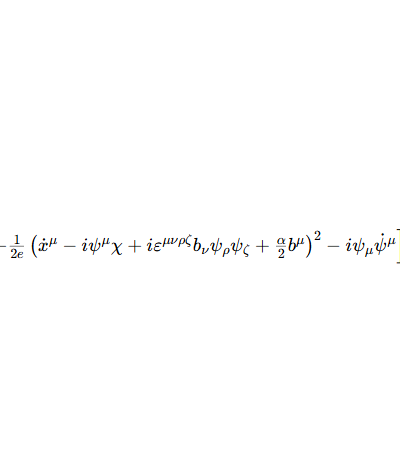 -\frac{1}{2e} \left( \dot{x}^{\mu} - i\psi^{\mu}\chi + i\varepsilon^{\mu\nu\rho\zeta} b_{\nu}\psi_{\rho}\psi_{\zeta} + \frac{\alpha}{2} b^{\mu} \right)^{2} - i\psi_{\mu}\dot{\psi}^{\mu}